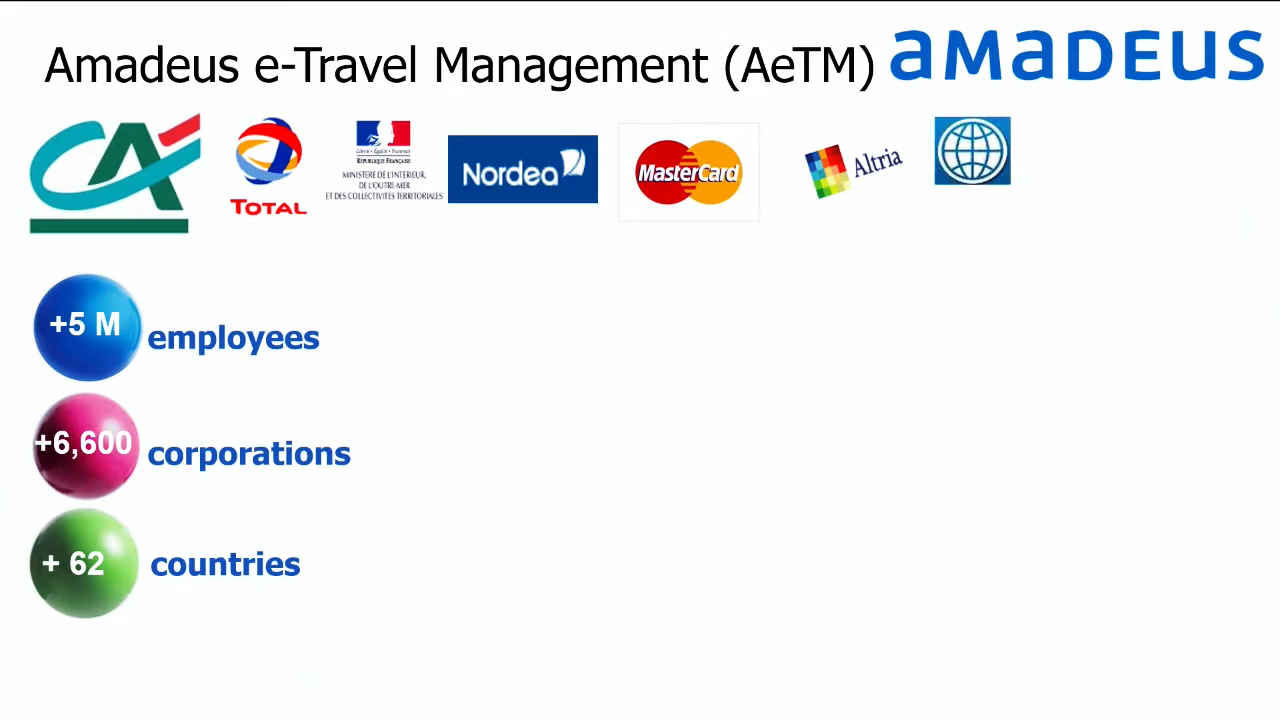 Amadeus e-Travel Management (AeTM)
amadeus
CA
TOTAL
Liberté • Égalité • Fraternité
RÉPUBLIQUE FRANÇAISE
MINISTERE DE L'INTERIEUR,
DE L'OUTRE-MER
ET DES COLLECTIVITES TERRITORIALES
Nordea
MasterCard
Altria
+5 M employees
+6,600 corporations
+ 62 countries